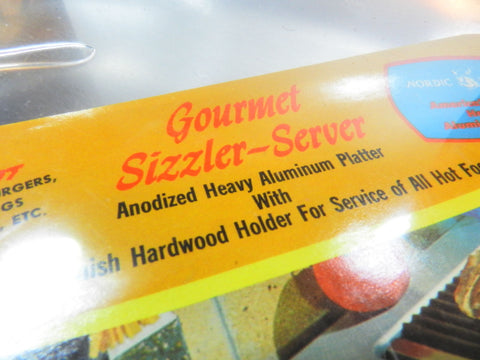 Gourmet
Sizzler-Server
Anodized Heavy Aluminum Platter
With
Hardwood Holder For Service of All Hot
URGERS,
GS
ETC.
NORDIC